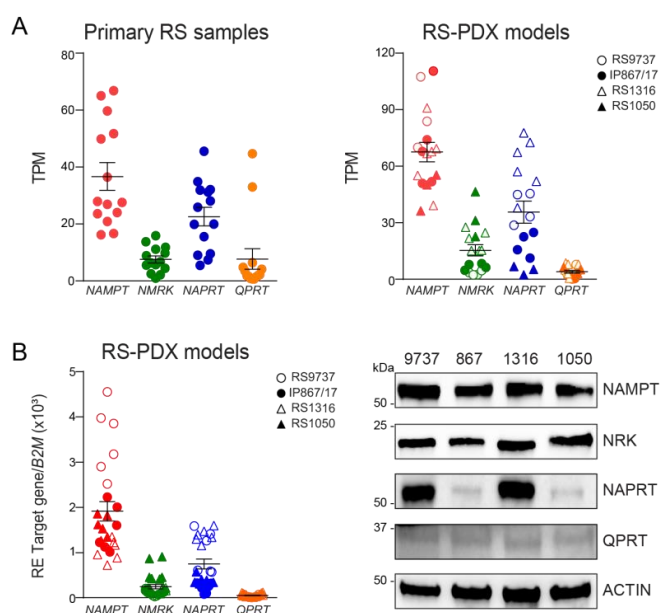 A
Primary RS samples
RS-PDX models
TPM
80
60
40
20
0
NAMPT NMRK NAPRT QPRT
TPM
120
90
60
30
0
NAMPT NMRK NAPRT QPRT
RS9737
IP867/17
RS1316
RS1050
B
RS-PDX models
RE Target gene/B2M (x10³)
5
4
3
2
1
0
NAMPT NMRK NAPRT QPRT
RS9737
IP867/17
RS1316
RS1050
kDa
9737 867 1316 1050
50
NAMPT
25
NRK
50
NAPRT
37
QPRT
50
ACTIN